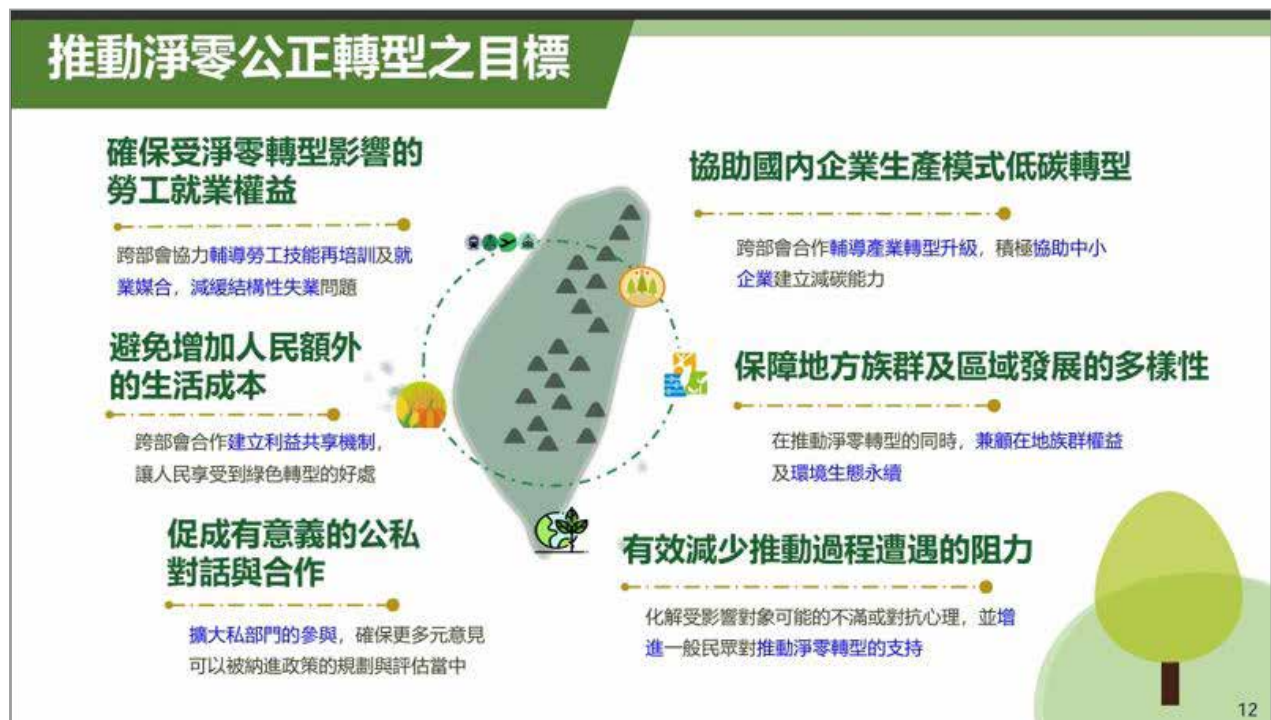 推動淨零公正轉型之目標
確保受淨零轉型影響的
勞工就業權益
跨部會協力輔導勞工技能再培訓及就
業媒合，減緩結構性失業問題
避免增加人民額外
的生活成本
跨部會合作建立利益共享機制，
讓人民享受到綠色轉型的好處
促成有意義的公私
對話與合作
擴大私部門的參與，確保更多元意見
可以被納進政策的規劃與評估當中
協助國內企業生產模式低碳轉型
跨部會合作輔導產業轉型升級，積極協助中小
企業建立減碳能力
保障地方族群及區域發展的多樣性
在推動淨零轉型的同時，兼顧在地族群權益
及環境生態永續
有效減少推動過程遭遇的阻力
化解受影響對象可能的不滿或對抗心理，並增
進一般民眾對推動淨零轉型的支持
12